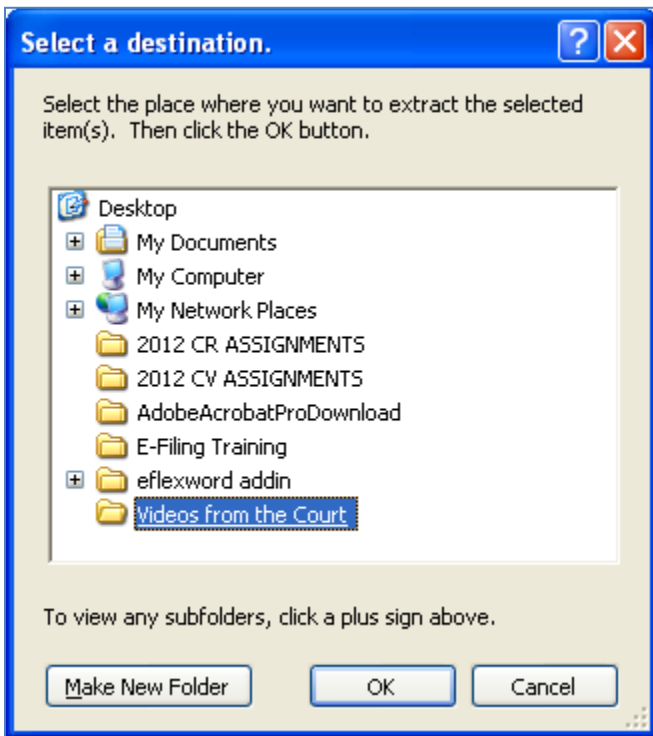 Select a destination.
Select the place where you want to extract the selected
item(s).  Then click the OK button.
Desktop
My Documents
My Computer
My Network Places
2012 CR ASSIGNMENTS
2012 CV ASSIGNMENTS
AdobeAcrobatProDownload
E-Filing Training
eflexword addin
Videos from the Court
To view any subfolders, click a plus sign above.
Make New Folder OK Cancel